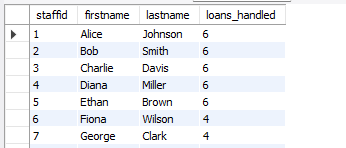 staffid firstname lastname loans_handled
1 Alice Johnson 6
2 Bob Smith 6
3 Charlie Davis 6
4 Diana Miller 6
5 Ethan Brown 6
6 Fiona Wilson 4
7 George Clark 4